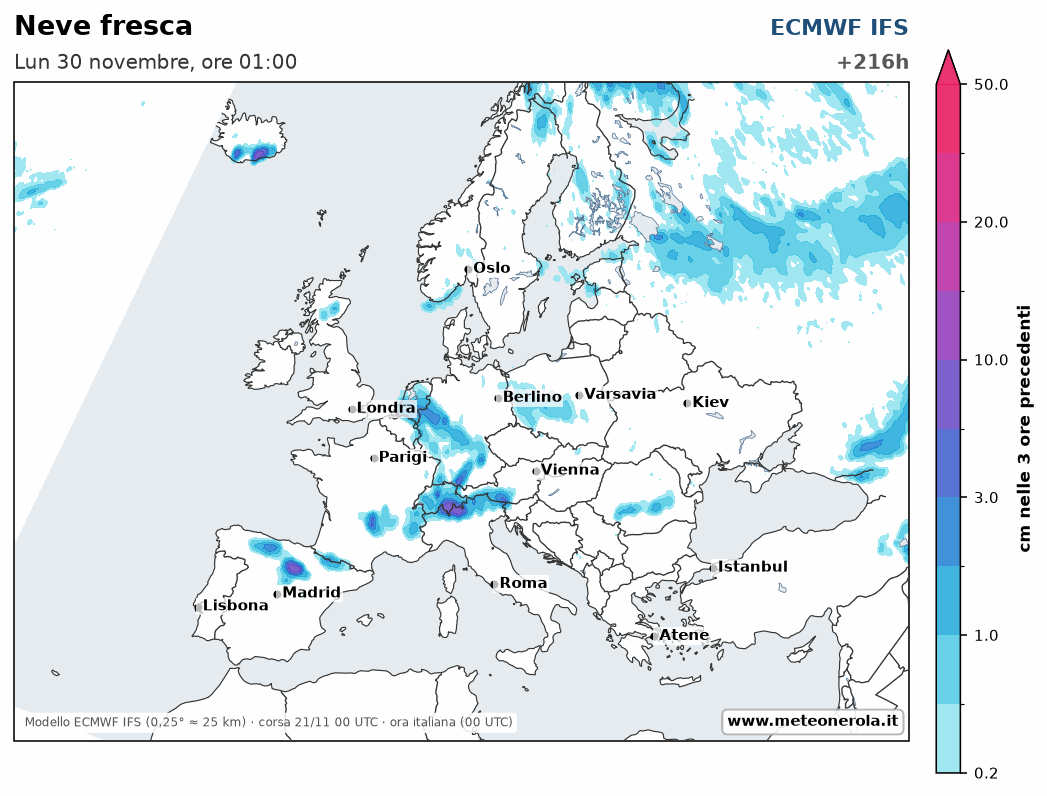 Neve fresca
ECMWF IFS
Lun 30 novembre, ore 01:00
+216h
50.0
20.0
10.0
3.0
1.0
0.2
cm nelle 3 ore precedenti
Oslo
Londra
Berlino
Varsavia
Kiev
Parigi
Vienna
Istanbul
Roma
Madrid
Lisbona
Atene
Modello ECMWF IFS (0,25° ≈ 25 km) · corsa 21/11 00 UTC · ora italiana (00 UTC)
www.meteonerola.it